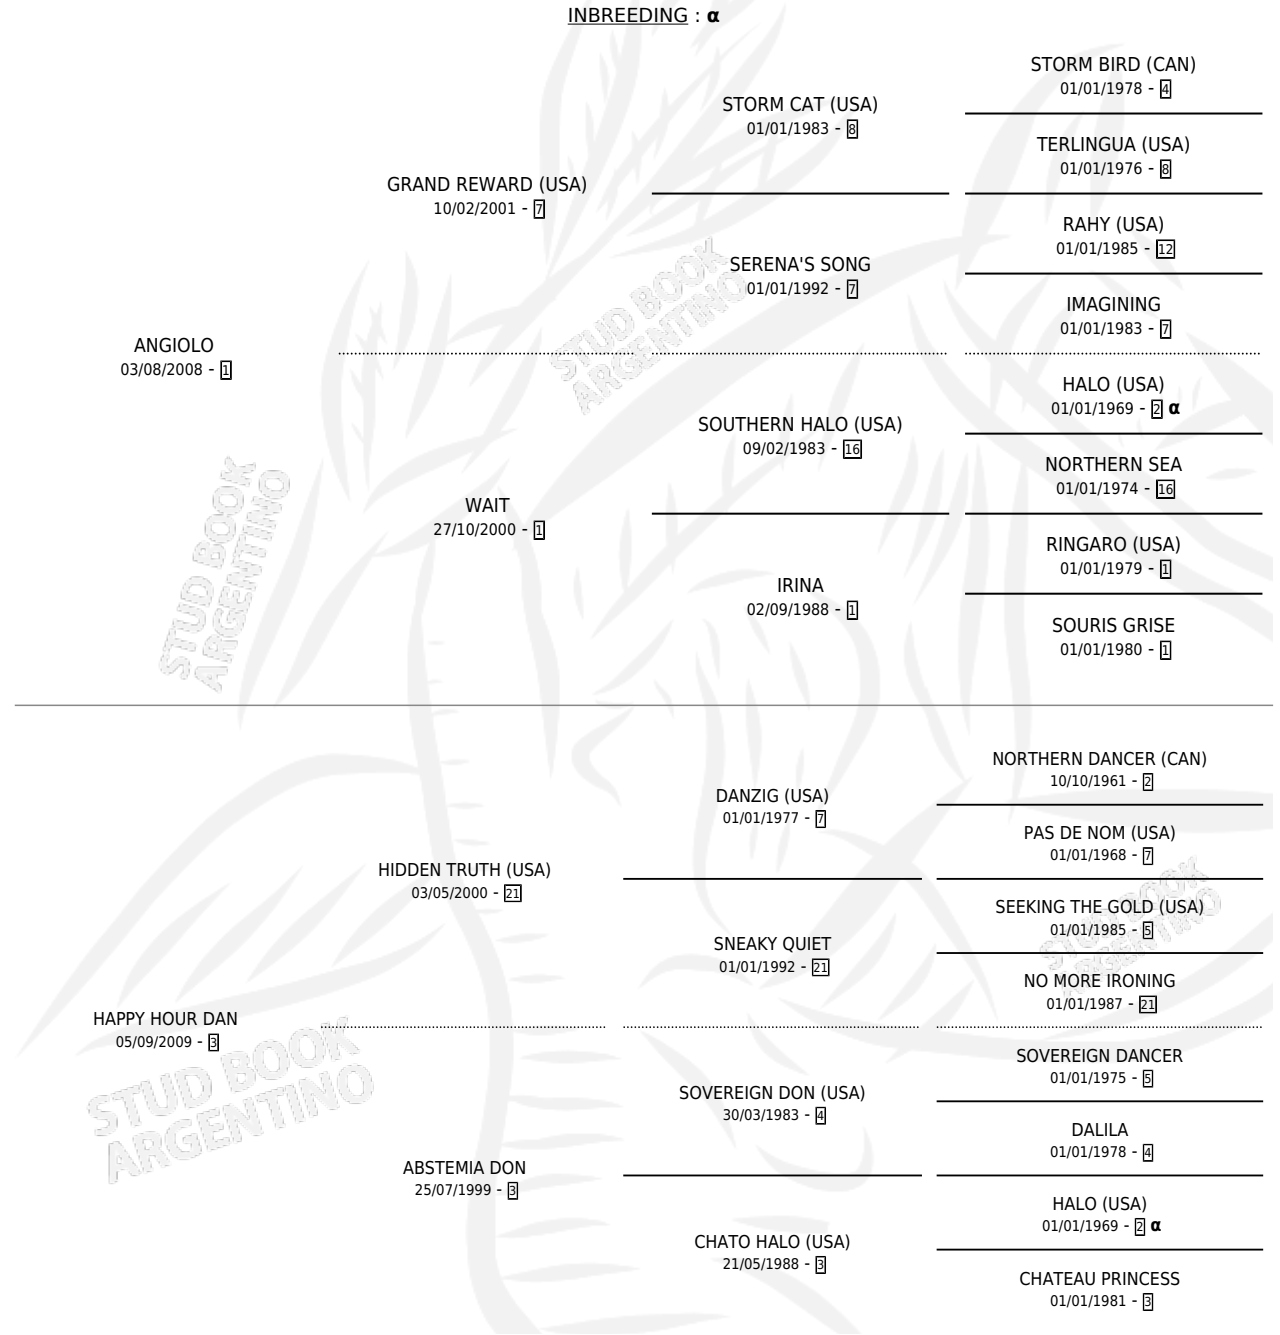 INBREEDING : α
STORM BIRD (CAN)
01/01/1978 - 4
STORM CAT (USA)
01/01/1983 - 8
TERLINGUA (USA)
01/01/1976 - 8
GRAND REWARD (USA)
10/02/2001 - 7
RAHY (USA)
01/01/1985 - 12
SERENA'S SONG
01/01/1992 - 7
IMAGINING
01/01/1983 - 7
ANGIOLO
03/08/2008 - 1
HALO (USA)
01/01/1969 - 2 α
SOUTHERN HALO (USA)
09/02/1983 - 16
NORTHERN SEA
01/01/1974 - 16
WAIT
27/10/2000 - 1
RINGARO (USA)
01/01/1979 - 1
IRINA
02/09/1988 - 1
SOURIS GRISE
01/01/1980 - 1
STUD BOOK
ARGENTINO
STUD BOOK
ARGENTINO
NORTHERN DANCER (CAN)
10/10/1961 - 2
DANZIG (USA)
01/01/1977 - 7
PAS DE NOM (USA)
01/01/1968 - 7
HIDDEN TRUTH (USA)
03/05/2000 - 21
SEEKING THE GOLD (USA)
01/01/1985 - 5
SNEAKY QUIET
01/01/1992 - 21
NO MORE IRONING
01/01/1987 - 21
STUD BOOK
ARGENTINO
HAPPY HOUR DAN
05/09/2009 - 3
SOVEREIGN DANCER
01/01/1975 - 5
SOVEREIGN DON (USA)
30/03/1983 - 4
DALILA
01/01/1978 - 4
ABSTEMIA DON
25/07/1999 - 3
HALO (USA)
01/01/1969 - 2 α
CHATO HALO (USA)
21/05/1988 - 3
CHATEAU PRINCESS
01/01/1981 - 3
STUD BOOK
ARGENTINO